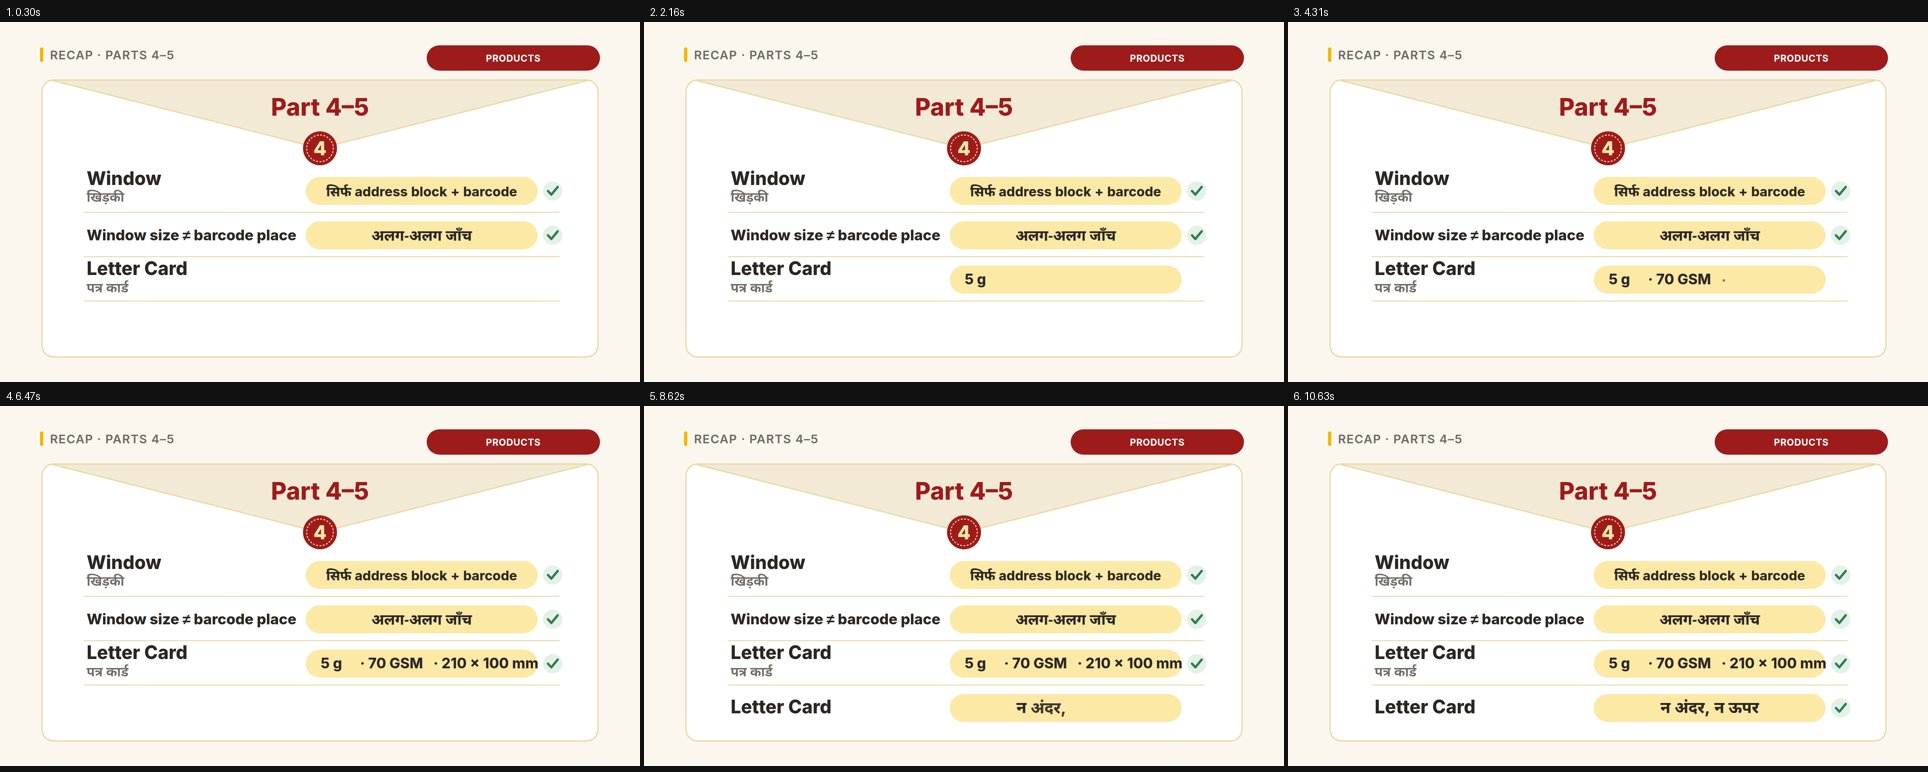 1. 0.30s
RECAP · PARTS 4–5
PRODUCTS
Part 4–5
4
Window
खिड़की
सिर्फ address block + barcode
Window size ≠ barcode place
अलग-अलग जाँच
Letter Card
पत्र कार्ड
2. 2.16s
RECAP · PARTS 4–5
PRODUCTS
Part 4–5
4
Window
खिड़की
सिर्फ address block + barcode
Window size ≠ barcode place
अलग-अलग जाँच
Letter Card
पत्र कार्ड
5 g
3. 4.31s
RECAP · PARTS 4–5
PRODUCTS
Part 4–5
4
Window
खिड़की
सिर्फ address block + barcode
Window size ≠ barcode place
अलग-अलग जाँच
Letter Card
पत्र कार्ड
5 g · 70 GSM ·
4. 6.47s
RECAP · PARTS 4–5
PRODUCTS
Part 4–5
4
Window
खिड़की
सिर्फ address block + barcode
Window size ≠ barcode place
अलग-अलग जाँच
Letter Card
पत्र कार्ड
5 g · 70 GSM · 210 × 100 mm
5. 8.62s
RECAP · PARTS 4–5
PRODUCTS
Part 4–5
4
Window
खिड़की
सिर्फ address block + barcode
Window size ≠ barcode place
अलग-अलग जाँच
Letter Card
पत्र कार्ड
5 g · 70 GSM · 210 × 100 mm
Letter Card
न अंदर,
6. 10.63s
RECAP · PARTS 4–5
PRODUCTS
Part 4–5
4
Window
खिड़की
सिर्फ address block + barcode
Window size ≠ barcode place
अलग-अलग जाँच
Letter Card
पत्र कार्ड
5 g · 70 GSM · 210 × 100 mm
Letter Card
न अंदर, न ऊपर